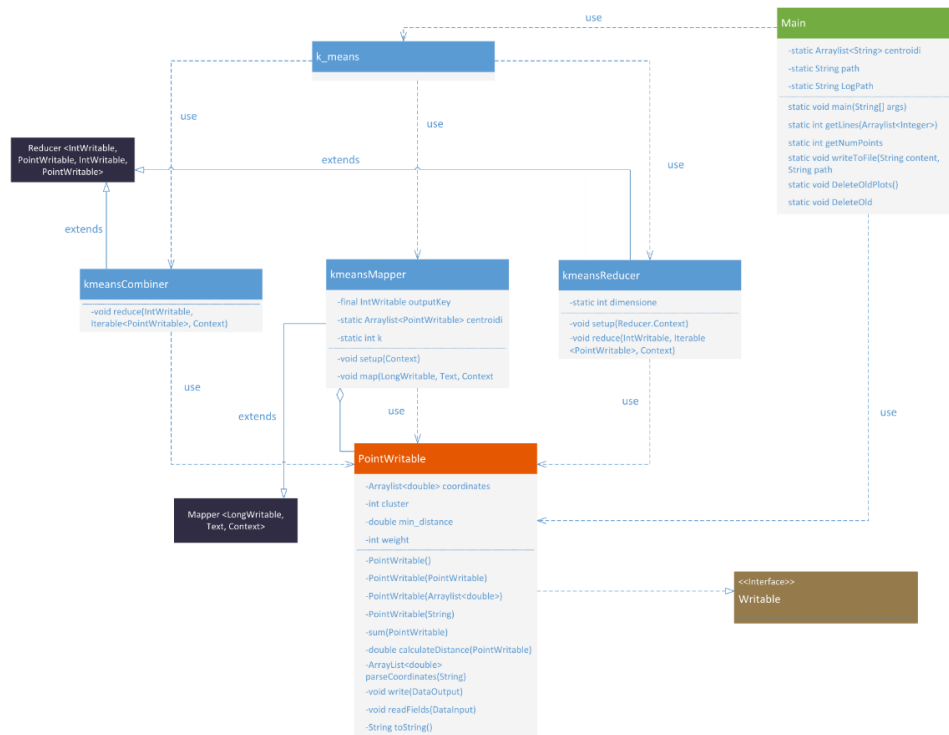 use
Main
-static Arraylist<String> centroidi
-static String path
-static String LogPath
static void main(String[] args)
static int getLines(Arraylist<Integer>)
static int getNumPoints
static void writeToFile(String content,
String path
static void DeleteOldPlots()
static void DeleteOld
k_means
use
use
use
Reducer <IntWritable,
PointWritable, IntWritable,
PointWritable>
extends
extends
kmeansCombiner
-void reduce(IntWritable,
Iterable<PointWritable>, Context)
kmeansMapper
-final IntWritable outputKey
-static Arraylist<PointWritable> centroidi
-static int k
-void setup(Context)
-void map(LongWritable, Text, Context
kmeansReducer
-static int dimensione
-void setup(Reducer.Context)
-void reduce(IntWritable, Iterable
<PointWritable>, Context)
use
extends
use
use
use
Mapper <LongWritable,
Text, Context>
PointWritable
-Arraylist<double> coordinates
-int cluster
-double min_distance
-int weight
-PointWritable()
-PointWritable(PointWritable)
-PointWritable(Arraylist<double>)
-PointWritable(String)
-sum(PointWritable)
-double calculateDistance(PointWritable)
-ArrayList<double>
parseCoordinates(String)
-void write(DataOutput)
-void readFields(DataInput)
-String toString()
<<Interface>>
Writable